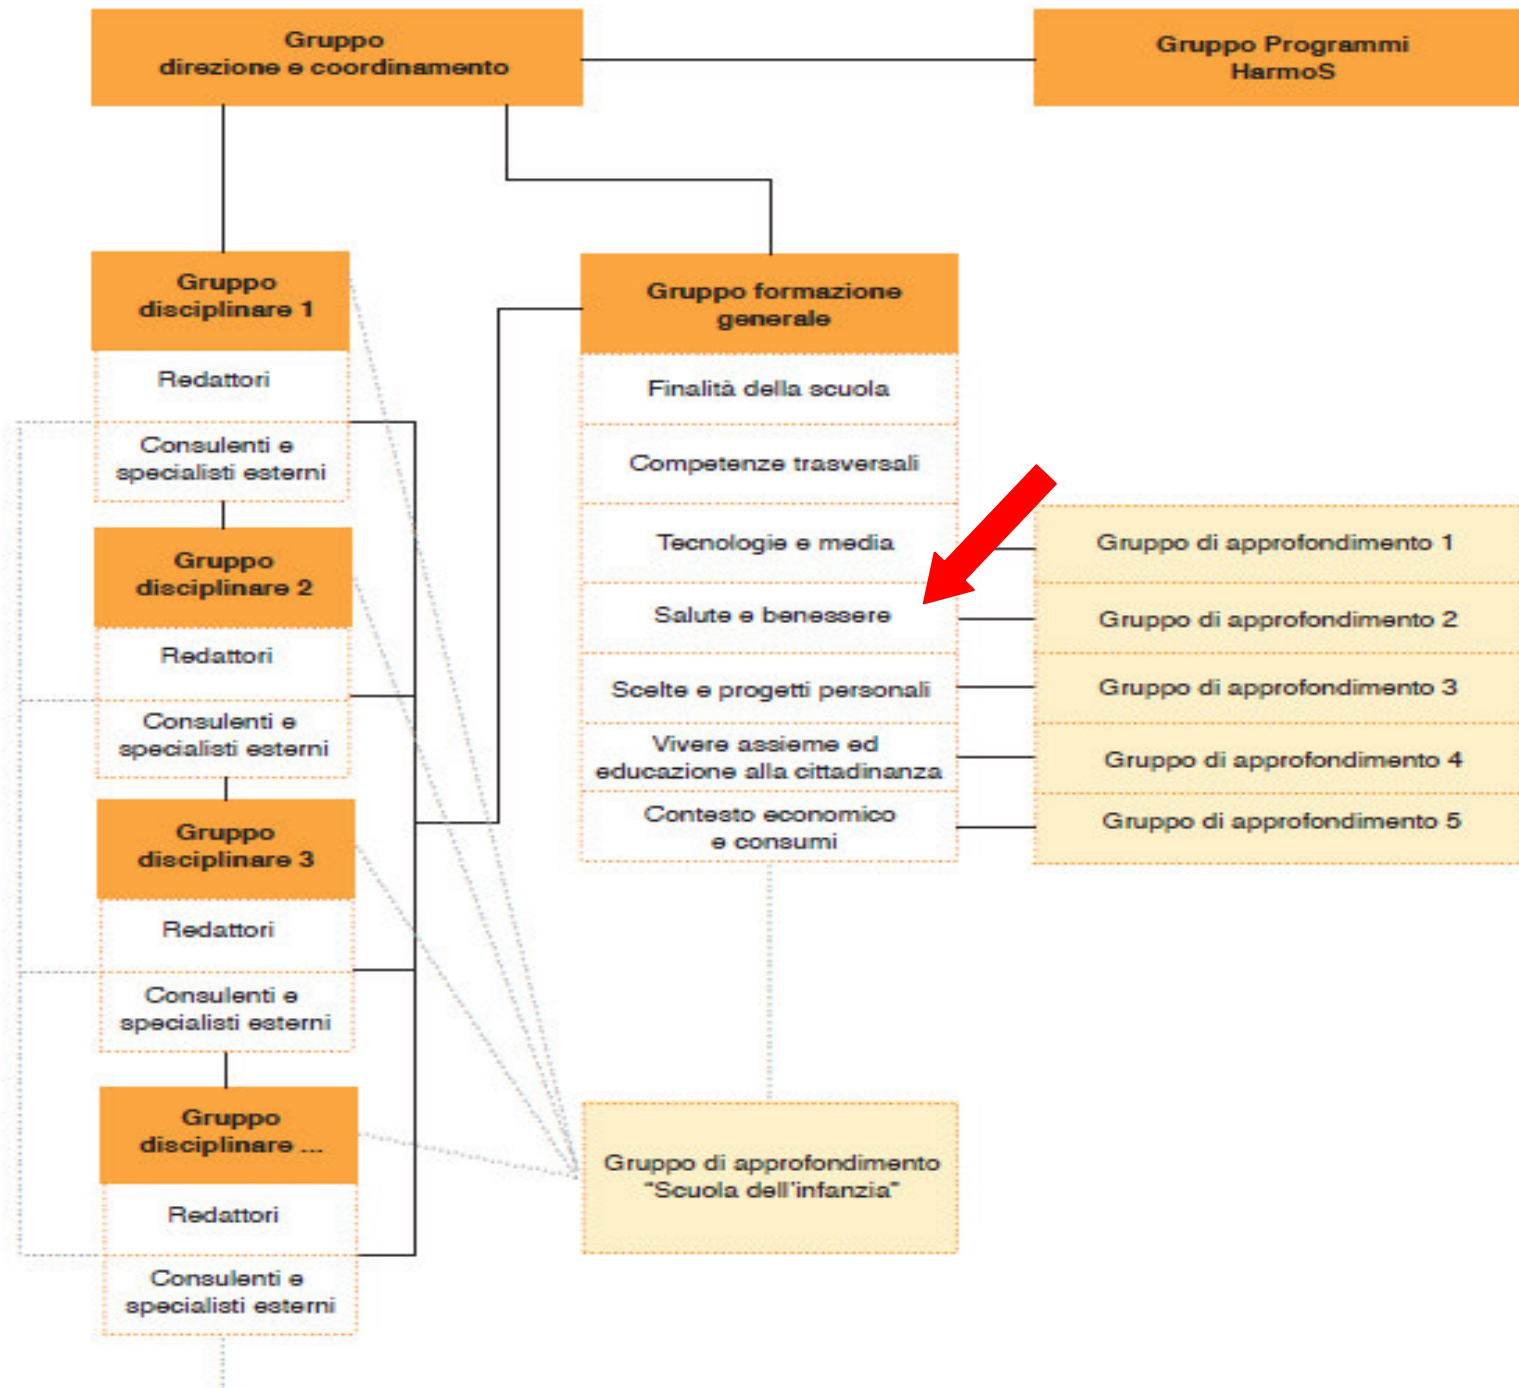 Gruppo
direzione e coordinamento
Gruppo Programmi
HarmoS
Gruppo
disciplinare 1
Redattori
Consulenti e
specialisti esterni
Gruppo
disciplinare 2
Redattori
Consulenti e
specialisti esterni
Gruppo
disciplinare 3
Redattori
Consulenti e
specialisti esterni
Gruppo
disciplinare ...
Redattori
Consulenti e
specialisti esterni
Gruppo formazione
generale
Finalità della scuola
Competenze trasversali
Tecnologie e media
Salute e benessere
Scelte e progetti personali
Vivere assieme ed
educazione alla cittadinanza
Contesto economico
e consumi
Gruppo di approfondimento 1
Gruppo di approfondimento 2
Gruppo di approfondimento 3
Gruppo di approfondimento 4
Gruppo di approfondimento 5
Gruppo di approfondimento
"Scuola dell'infanzia"